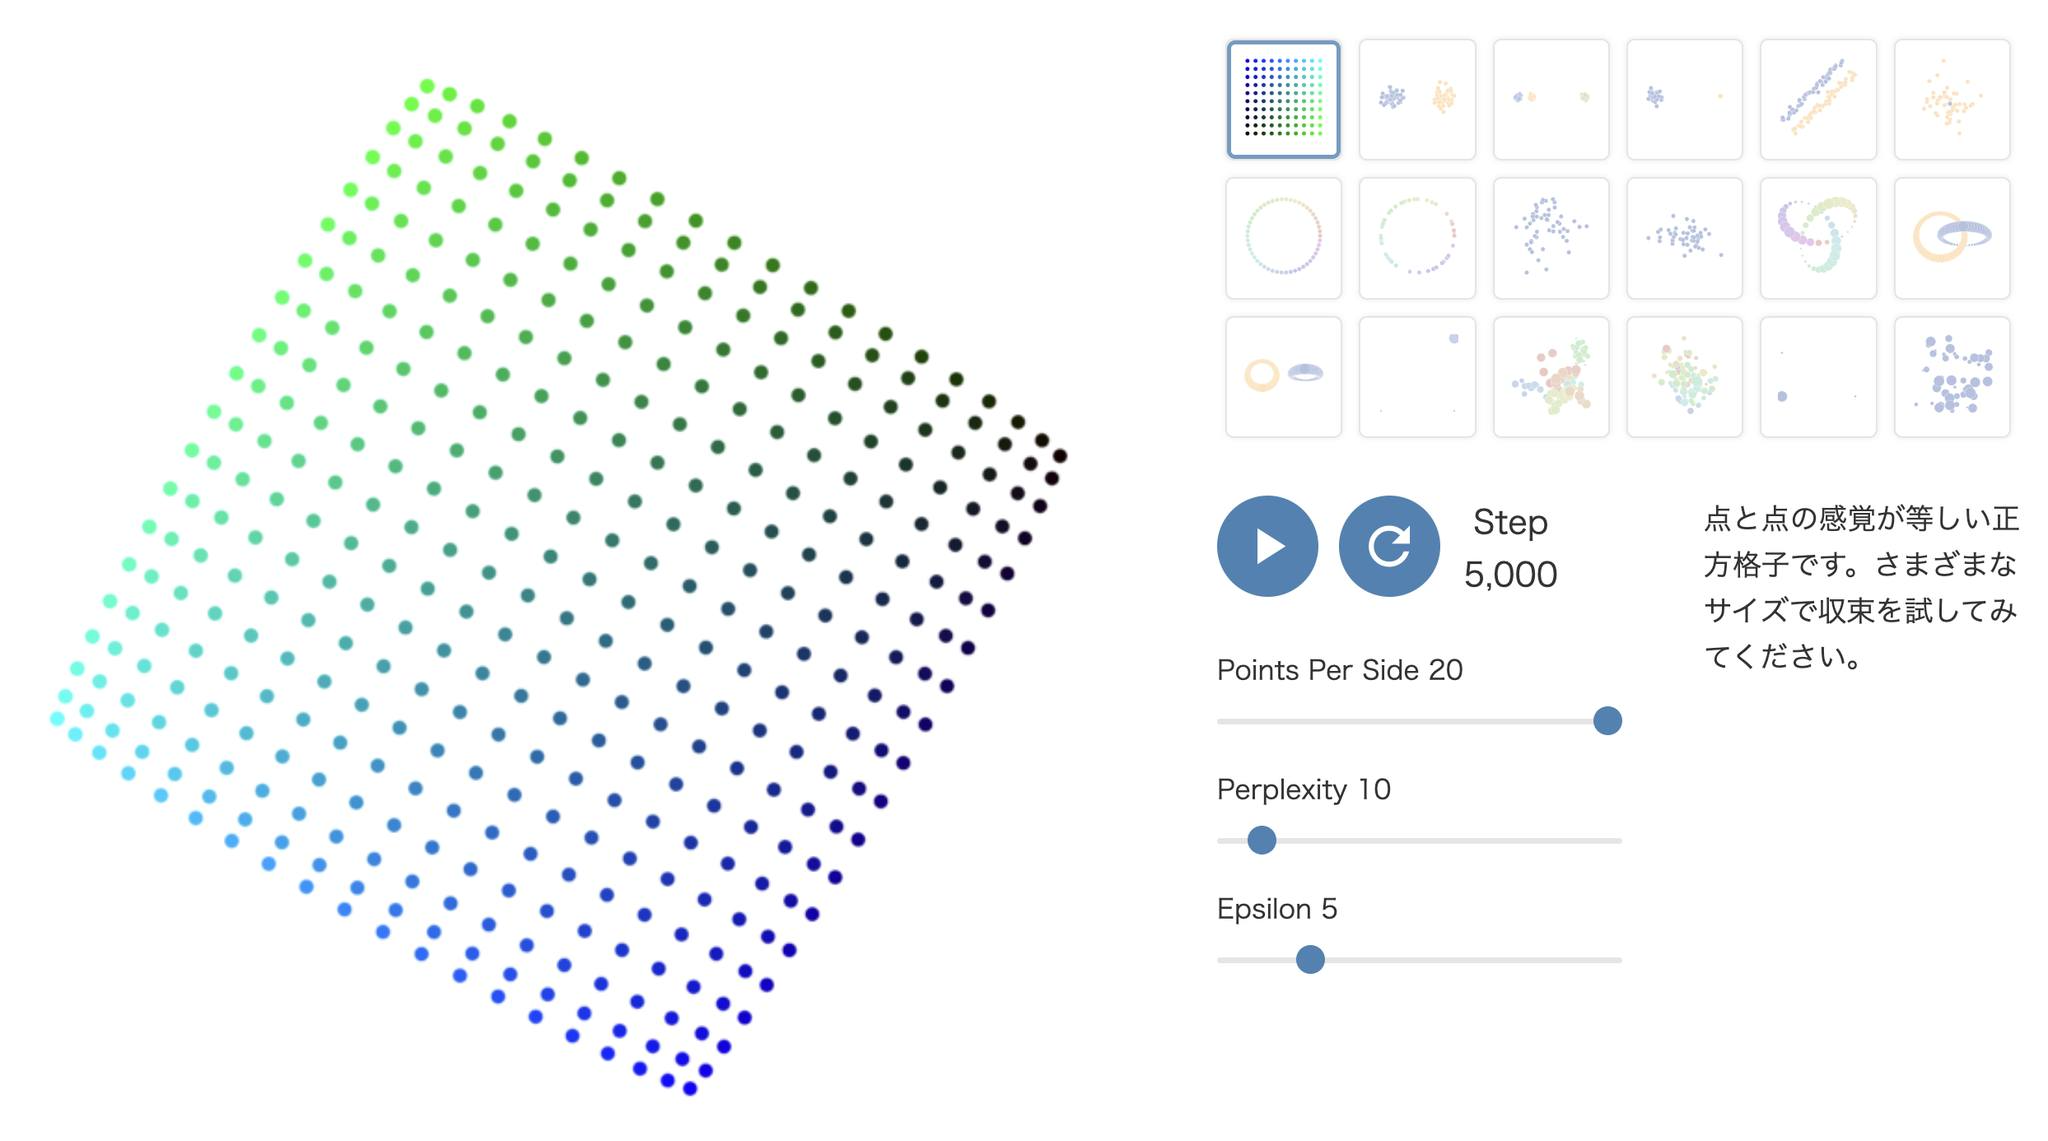 Step
5,000
点と点の感覚が等しい正
方格子です。さまざまな
サイズで収束を試してみ
てください。
Points Per Side 20
Perplexity 10
Epsilon 5